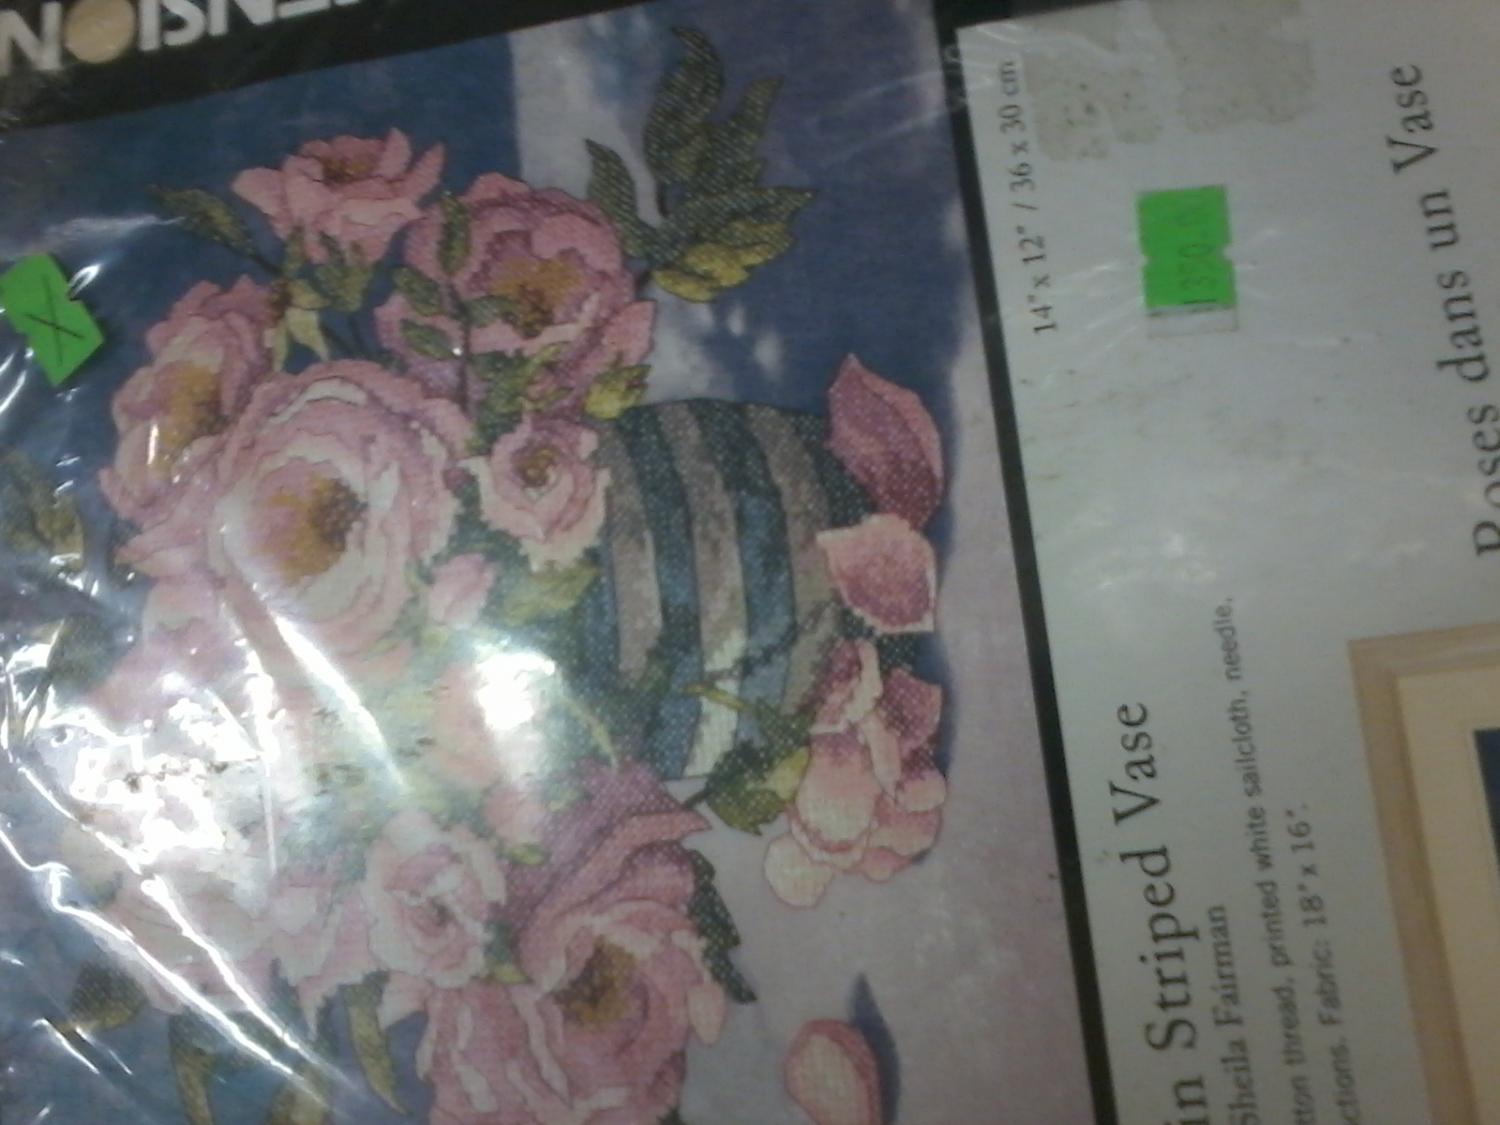 NSION
X
14" x 12" / 36 x 30 cm
in Striped Vase
Sheila Fairman
tton thread, printed white sailcloth, needle,
ctions. Fabric: 18" x 16".
Roses dans un Vase